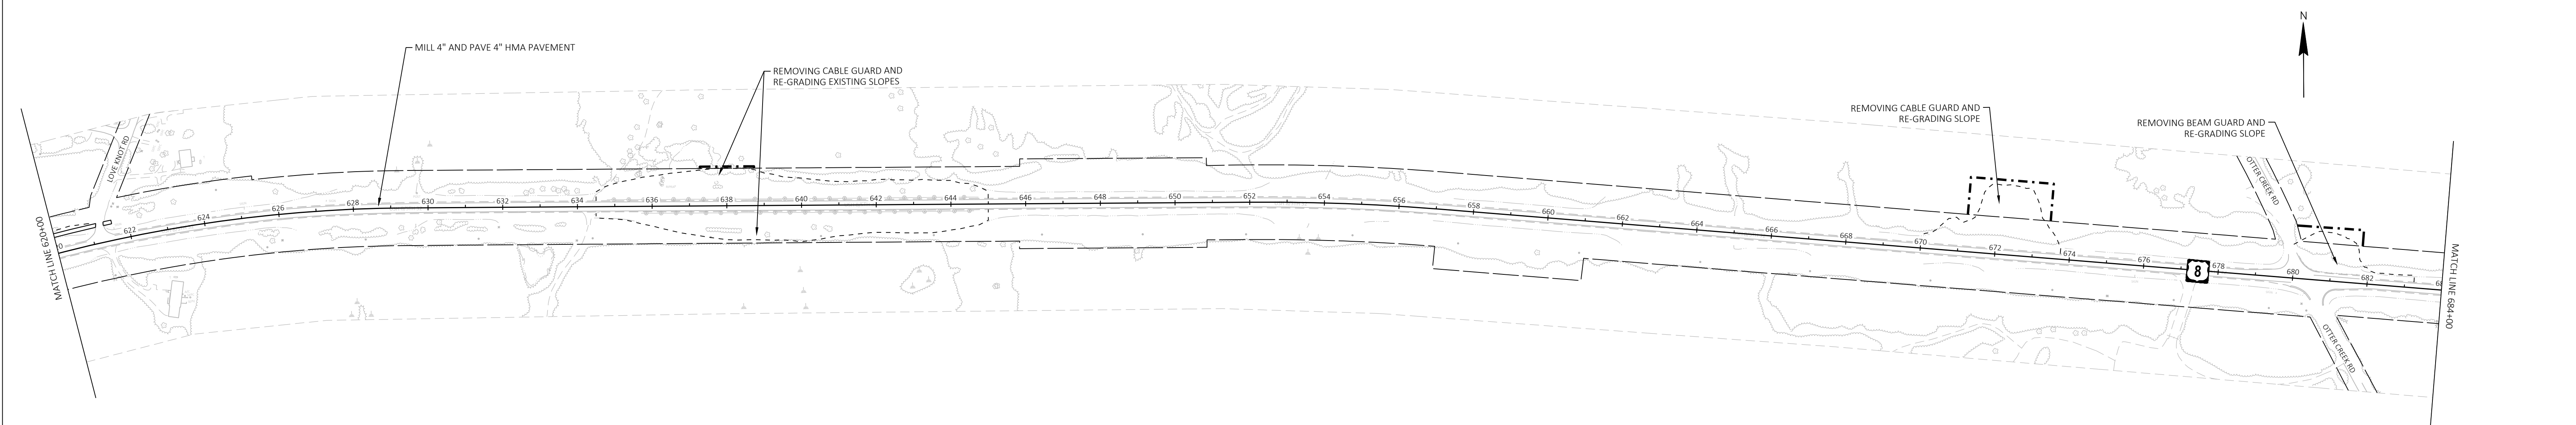 N
MILL 4" AND PAVE 4" HMA PAVEMENT
REMOVING CABLE GUARD AND
RE-GRADING EXISTING SLOPES
REMOVING CABLE GUARD AND
RE-GRADING SLOPE
REMOVING BEAM GUARD AND
RE-GRADING SLOPE
LOVE KNOT RD
OTTER CREEK RD
MATCH LINE 620+00
0
622
624
626
628
630
632
634
636
638
640
642
644
646
648
650
652
654
656
658
660
662
664
666
668
670
672
674
676
8
678
680
682
68
MATCH LINE 684+00
OTTER CREEK RD